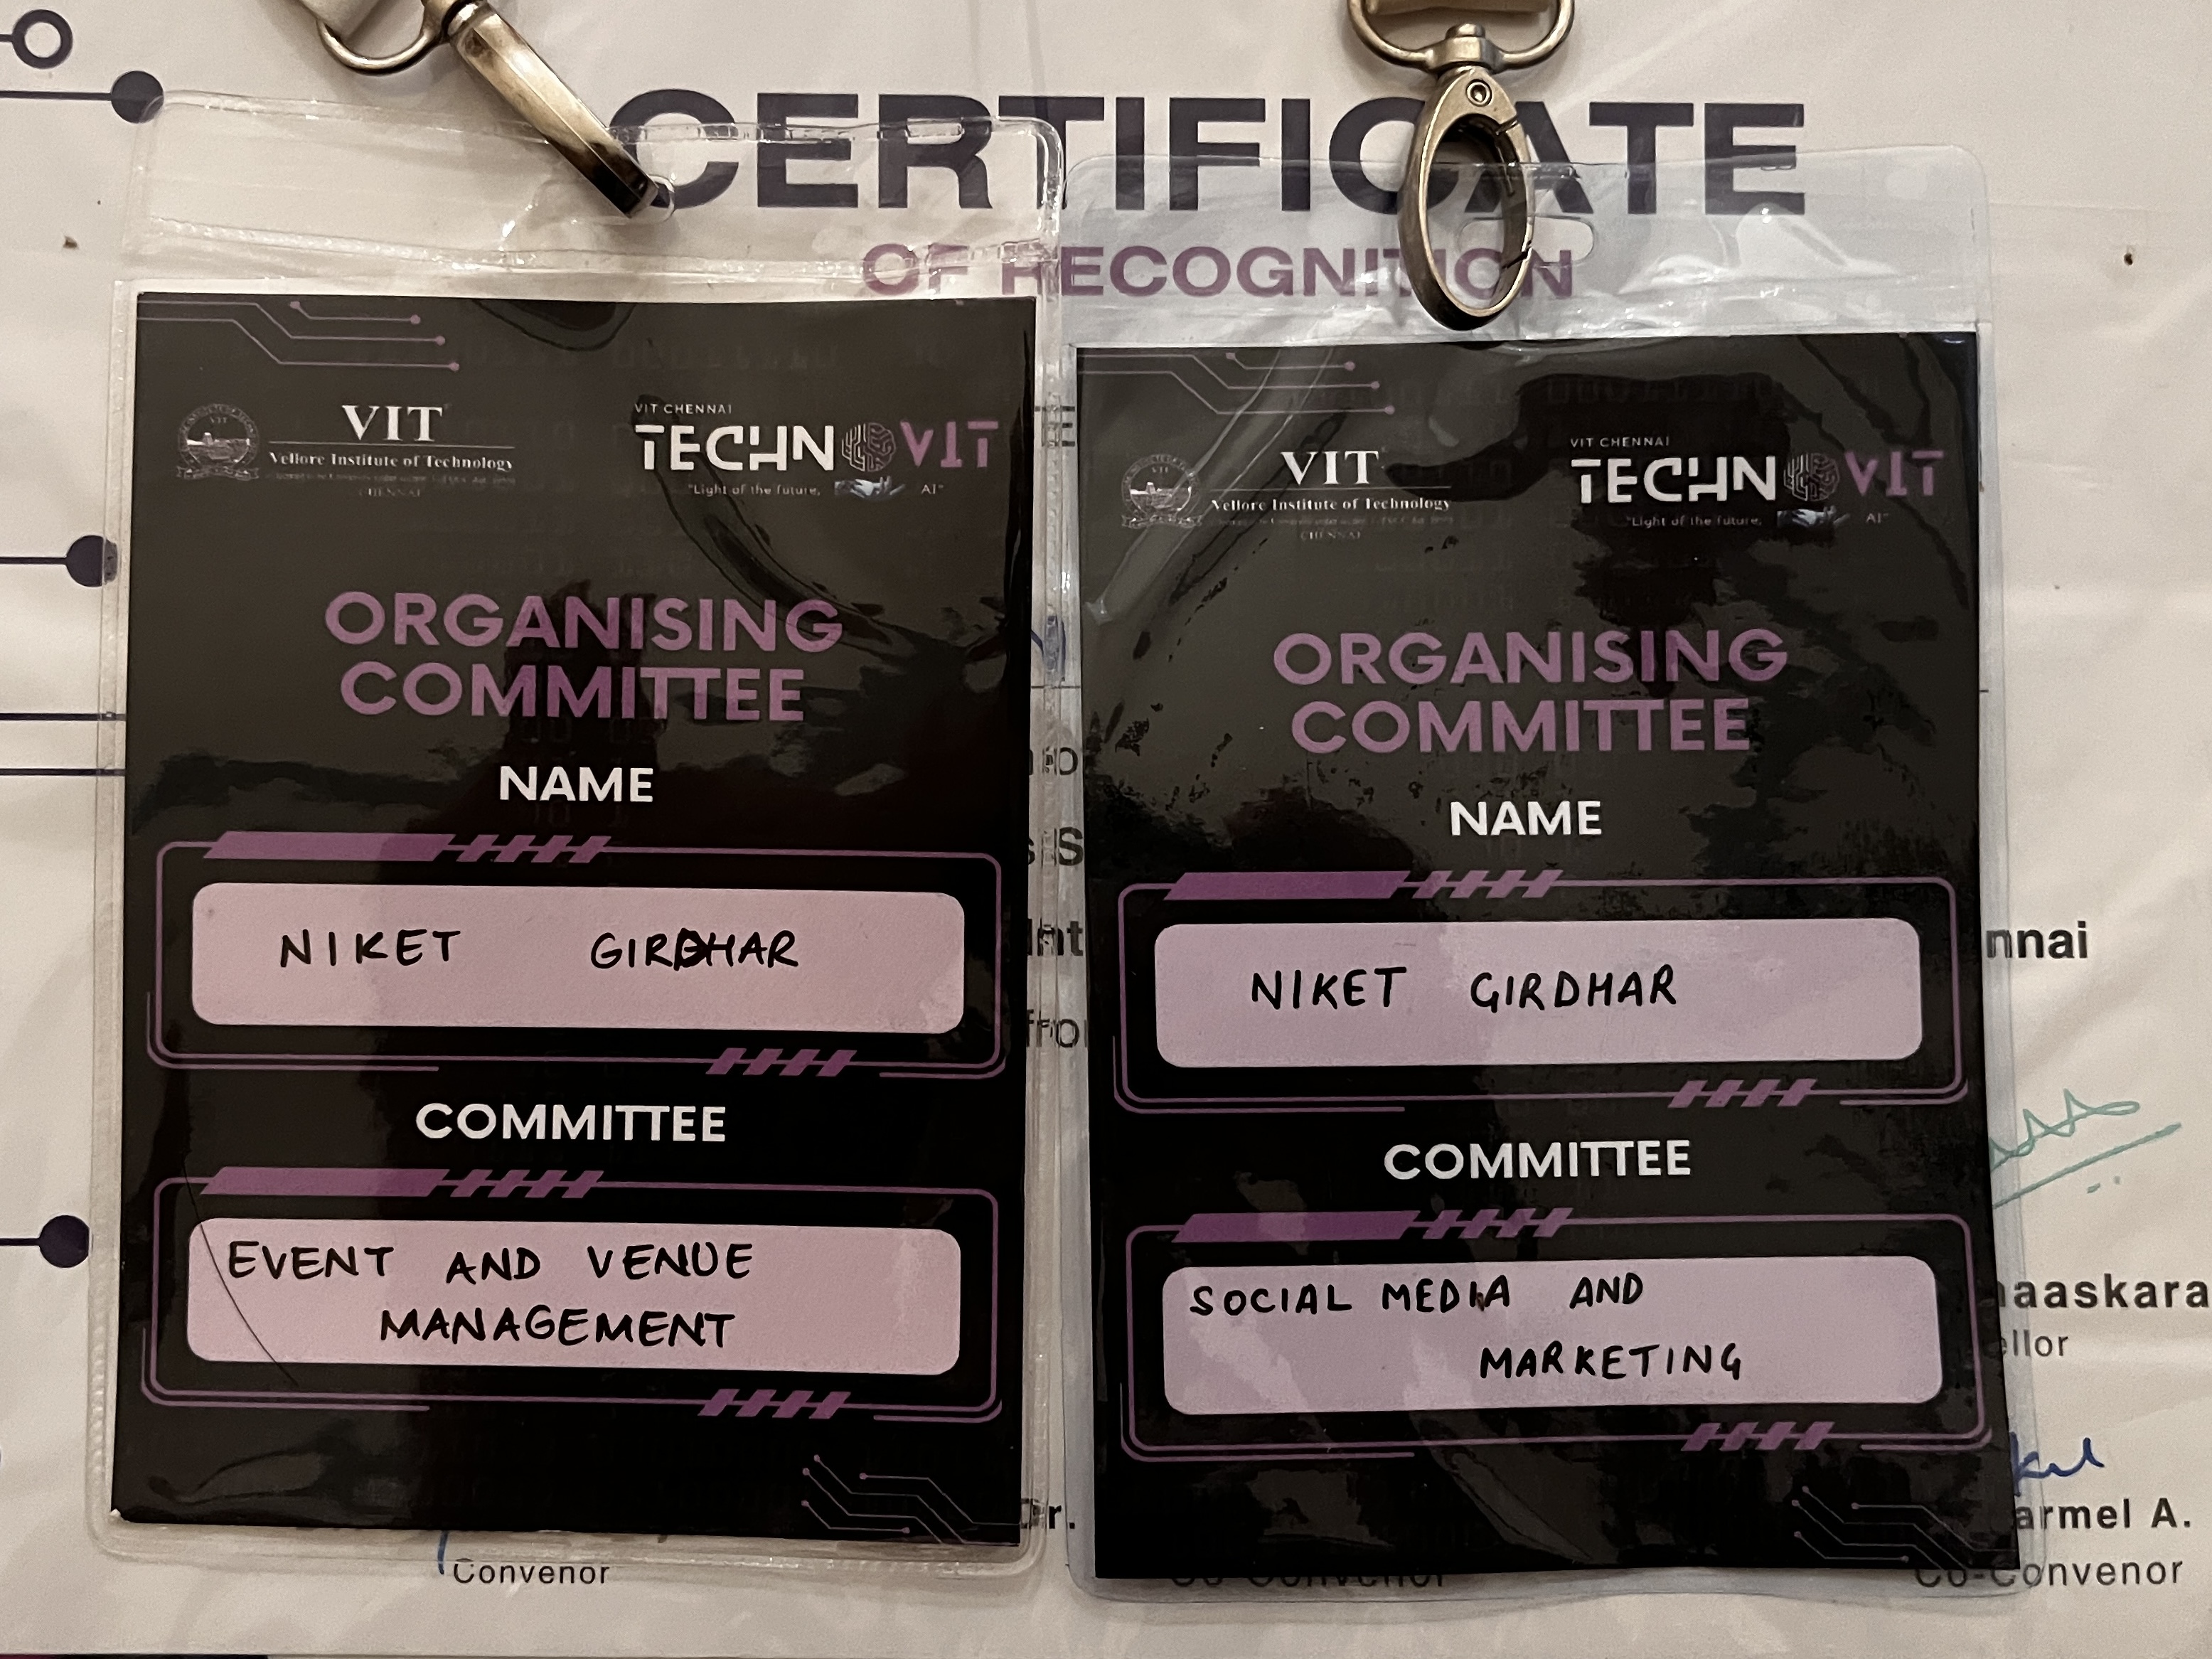 CERTIFICATE
OF RECOGNITION
VIT
Vellore Institute of Technology
CHENNAI
VIT CHENNAI
TECHNOVIT
"Light of the future, AI"
ORGANISING
COMMITTEE
NAME
NIKET GIRDHAR
COMMITTEE
EVENT AND VENUE
MANAGEMENT
VIT
Vellore Institute of Technology
CHENNAI
VIT CHENNAI
TECHNOVIT
"Light of the future, AI"
ORGANISING
COMMITTEE
NAME
NIKET GIRDHAR
COMMITTEE
SOCIAL MEDIA AND
MARKETING
nnai
aaskara
ellor
armel A.
Convenor
Co-Convenor
Co-Convenor